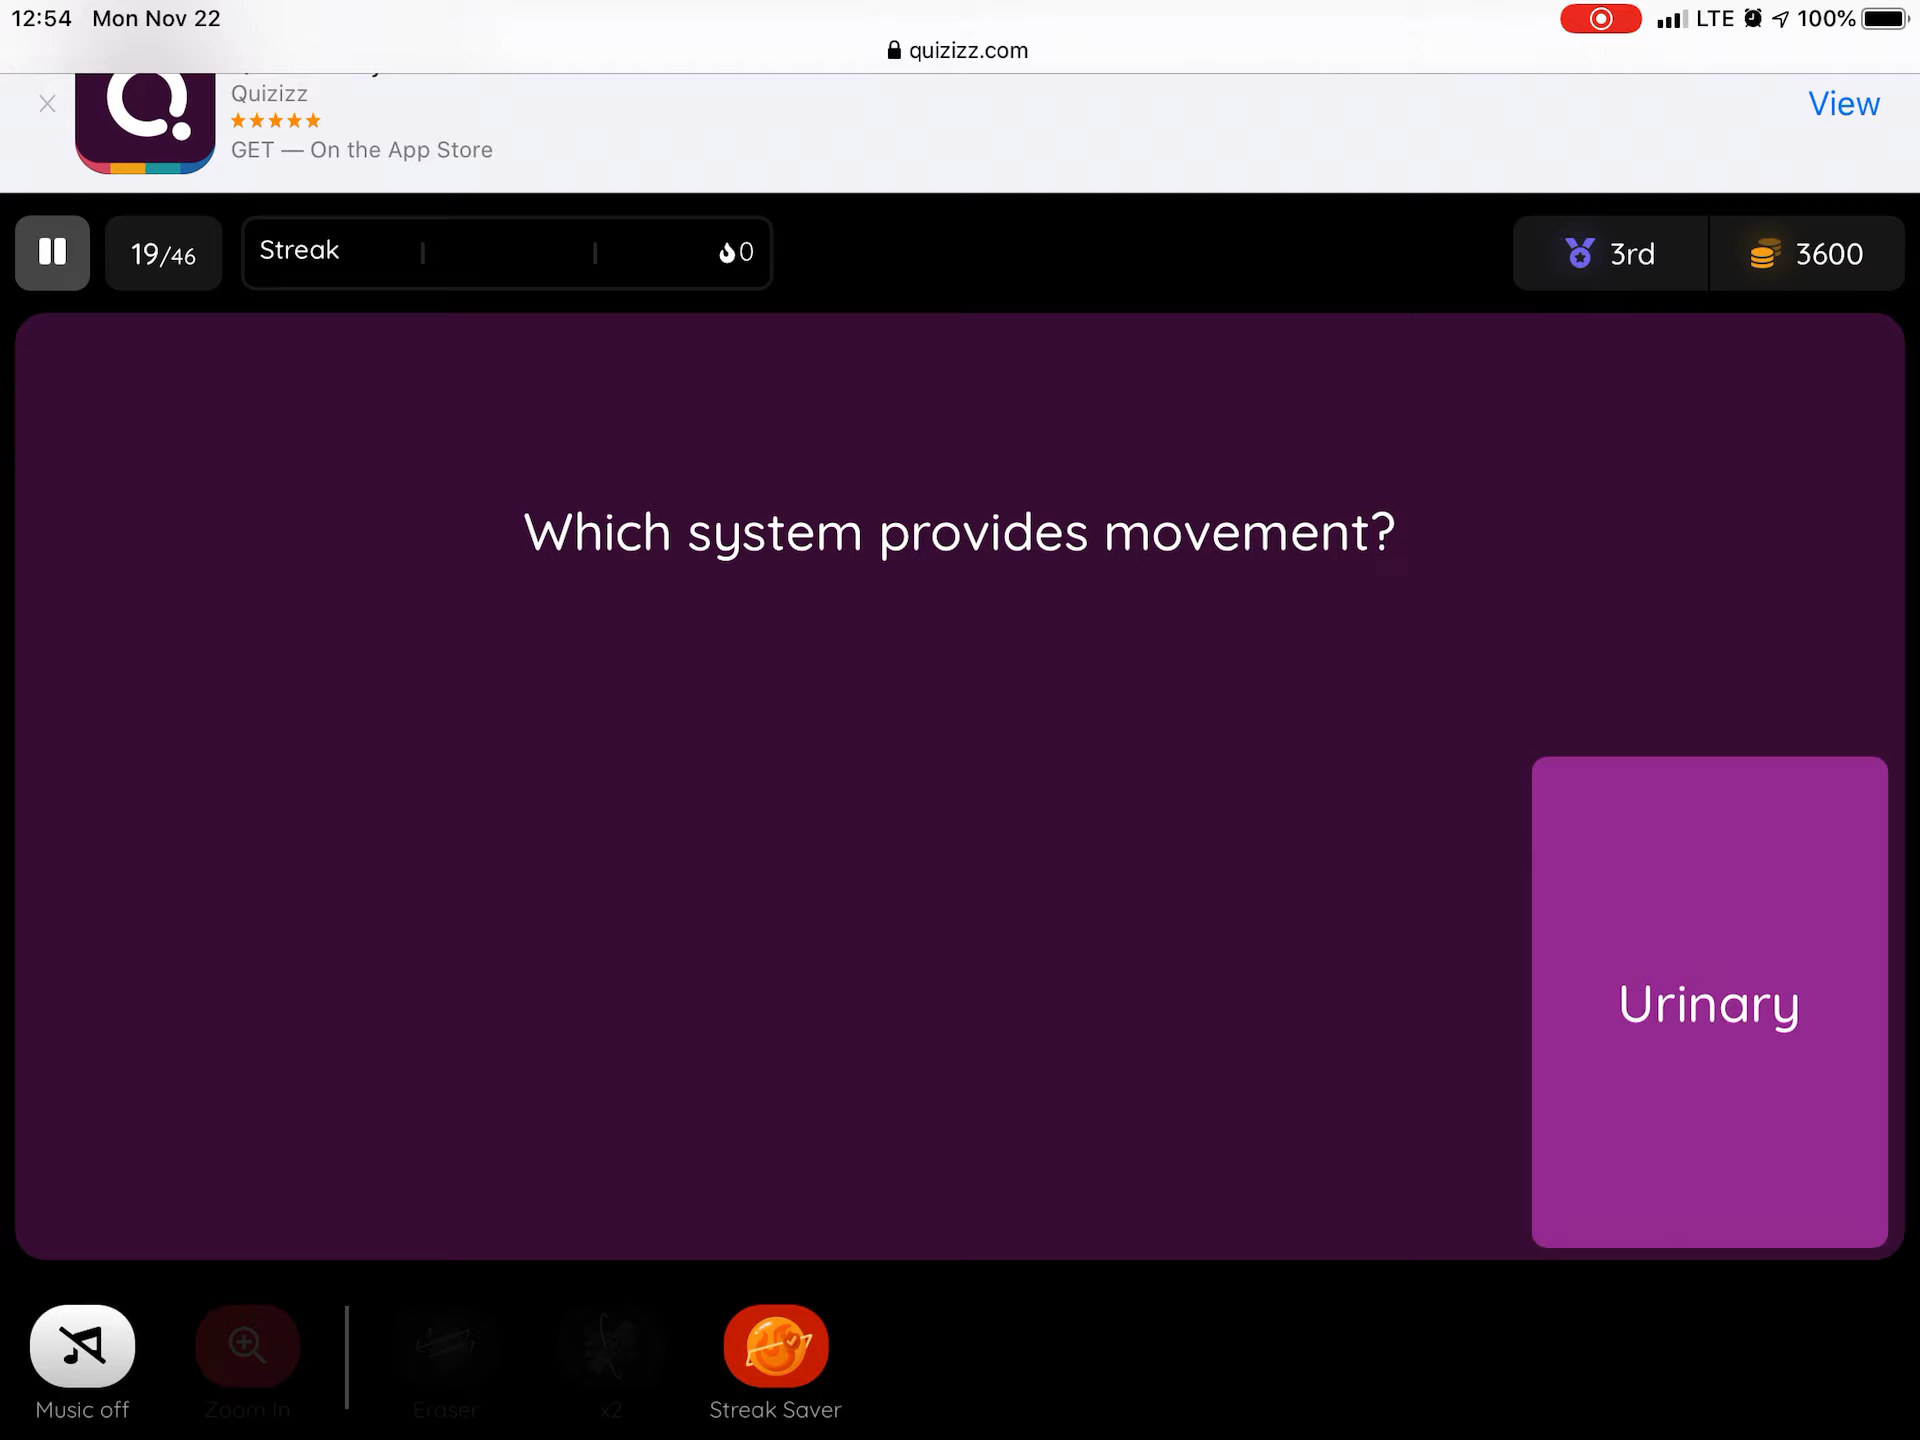 12:54 Mon Nov 22
LTE 100%
quizizz.com
Quizizz
GET — On the App Store
View
19/46
Streak
0
3rd
3600
Which system provides movement?
Urinary
Music off
Zoom In
Eraser
x2
Streak Saver